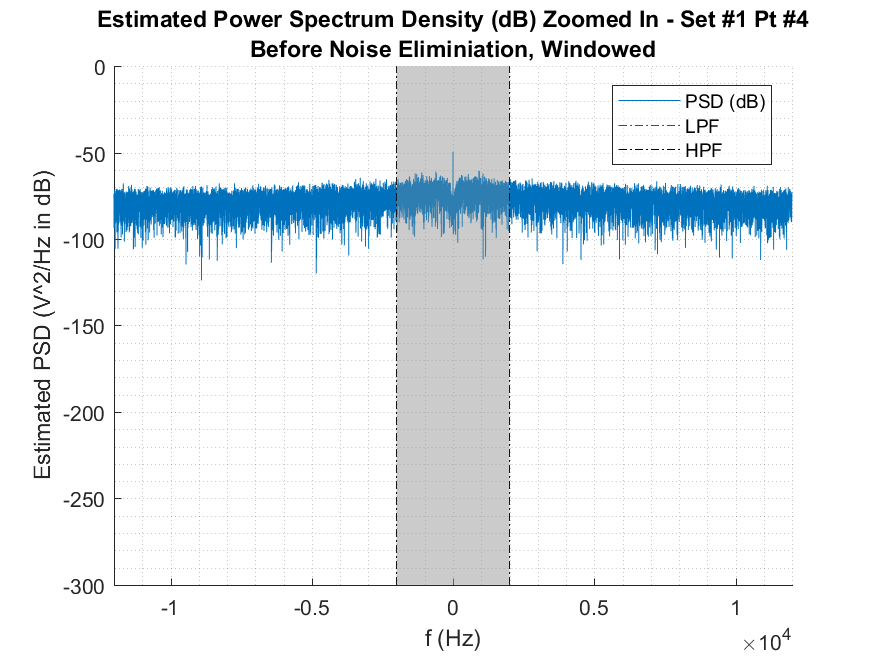 Estimated Power Spectrum Density (dB) Zoomed In - Set #1 Pt #4
Before Noise Eliminiation, Windowed
PSD (dB)
LPF
HPF
Estimated PSD (V^2/Hz in dB)
0
-50
-100
-150
-200
-250
-300
-1
-0.5
0
0.5
1
×10^4
f (Hz)